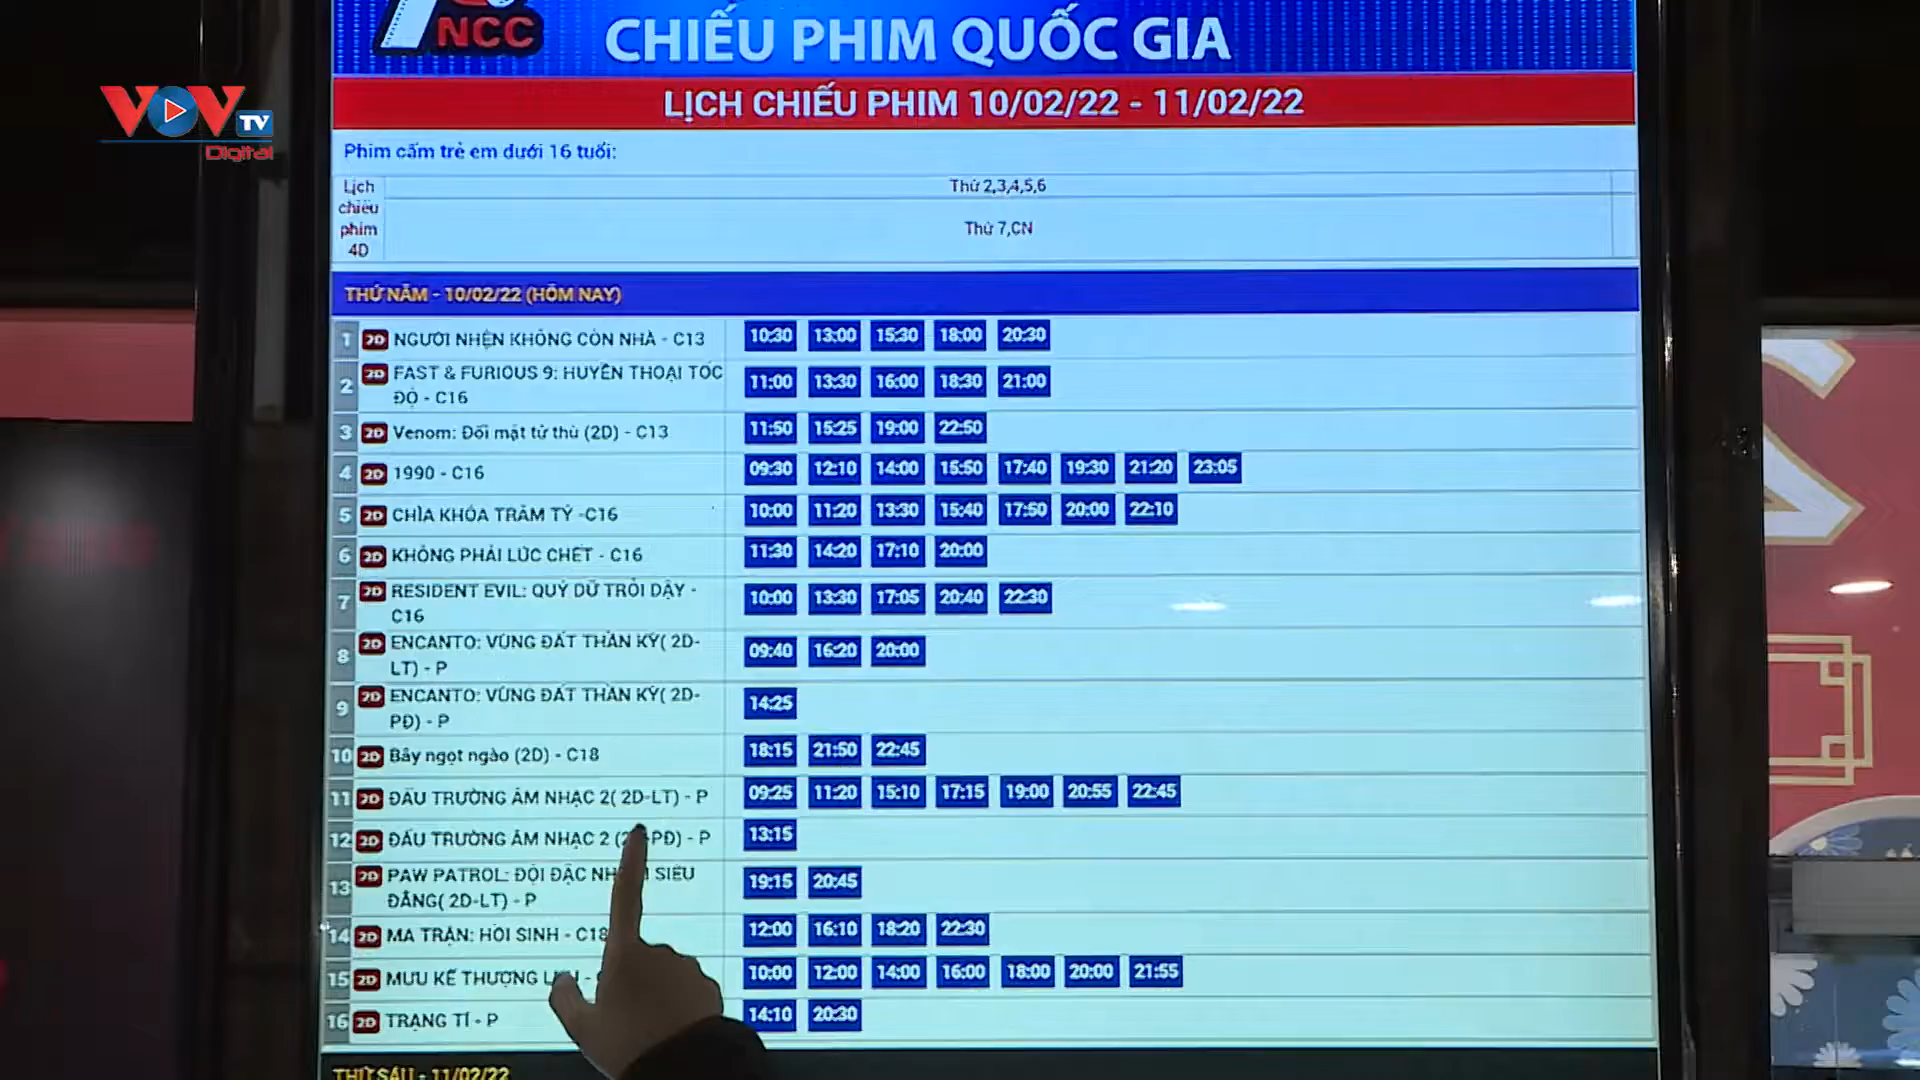 NCC
CHIẾU PHIM QUỐC GIA
VOV TV
Digital
LỊCH CHIẾU PHIM 10/02/22 - 11/02/22
Phim cấm trẻ em dưới 16 tuổi:
Lịch chiếu phim 4D
Thứ 2,3,4,5,6
Thứ 7,CN
THỨ NĂM - 10/02/22 (HÔM NAY)
1 2D NGƯỜI NHỆN KHÔNG CÒN NHÀ - C13 10:30 13:00 15:30 18:00 20:30
2 2D FAST & FURIOUS 9: HUYỀN THOẠI TỐC
ĐỘ - C16 11:00 13:30 16:00 18:30 21:00
3 2D Venom: Đối mặt tử thù (2D) - C13 11:50 15:25 19:00 22:50
4 2D 1990 - C16 09:30 12:10 14:00 15:50 17:40 19:30 21:20 23:05
5 2D CHÌA KHÓA TRĂM TỶ -C16 10:00 11:20 13:30 15:40 17:50 20:00 22:10
6 2D KHÔNG PHẢI LÚC CHẾT - C16 11:30 14:20 17:10 20:00
7 2D RESIDENT EVIL: QUỶ DỮ TRỖI DẬY -
C16 10:00 13:30 17:05 20:40 22:30
8 2D ENCANTO: VÙNG ĐẤT THẦN KỲ( 2D-
LT) - P 09:40 16:20 20:00
9 2D ENCANTO: VÙNG ĐẤT THẦN KỲ( 2D-
PĐ) - P 14:25
10 2D Bẫy ngọt ngào (2D) - C18 18:15 21:50 22:45
11 2D ĐẤU TRƯỜNG ÂM NHẠC 2( 2D-LT) - P 09:25 11:20 15:10 17:15 19:00 20:55 22:45
12 2D ĐẤU TRƯỜNG ÂM NHẠC 2 PĐ) - P 13:15
13 2D PAW PATROL: ĐỘI ĐẶC SIÊU
ĐẲNG( 2D-LT) - P 19:15 20:45
14 2D MA TRẬN: HỒI SINH - C18 12:00 16:10 18:20 22:30
15 2D MƯU KẾ THƯỢNG - 10:00 12:00 14:00 16:00 18:00 20:00 21:55
16 2D TRẠNG TÍ - P 14:10 20:30
THỨ SÁU - 11/02/22